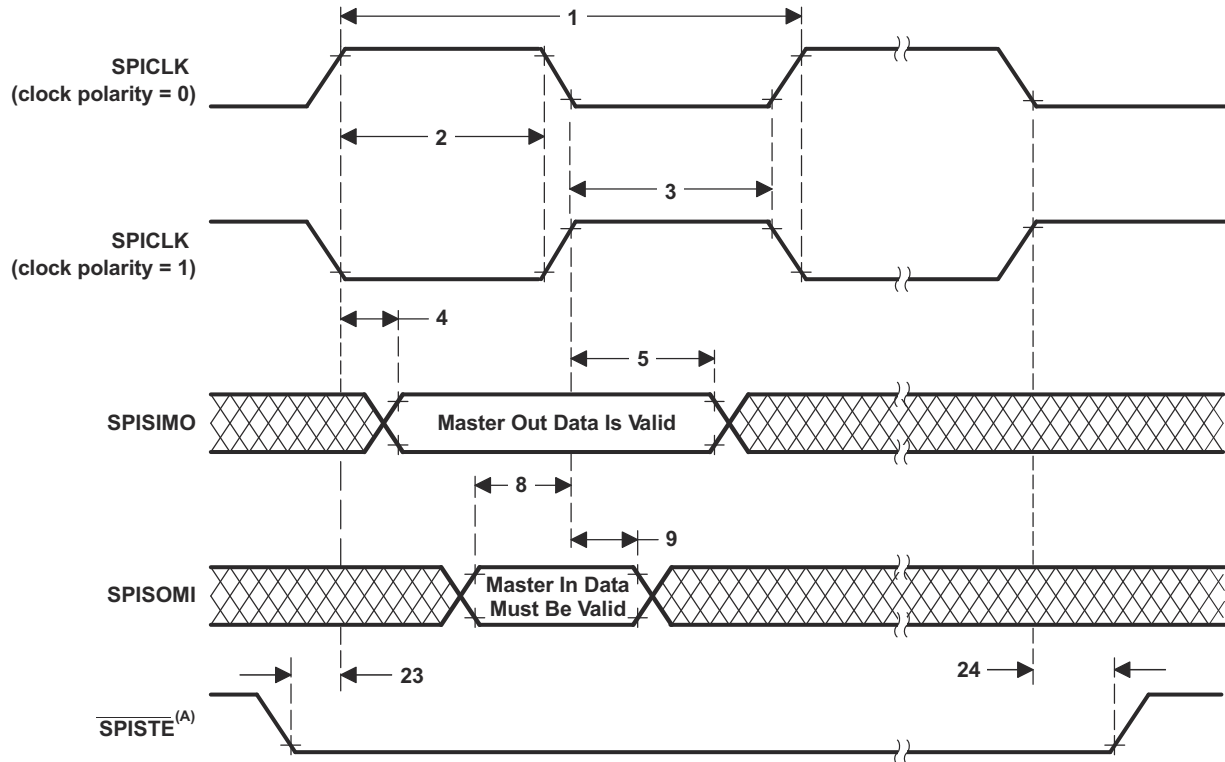 1
SPICLK
(clock polarity = 0)
2
3
SPICLK
(clock polarity = 1)
4
5
SPISIMO
Master Out Data Is Valid
8
9
SPISOMI
Master In Data
Must Be Valid
23
24
SPISTE(A)